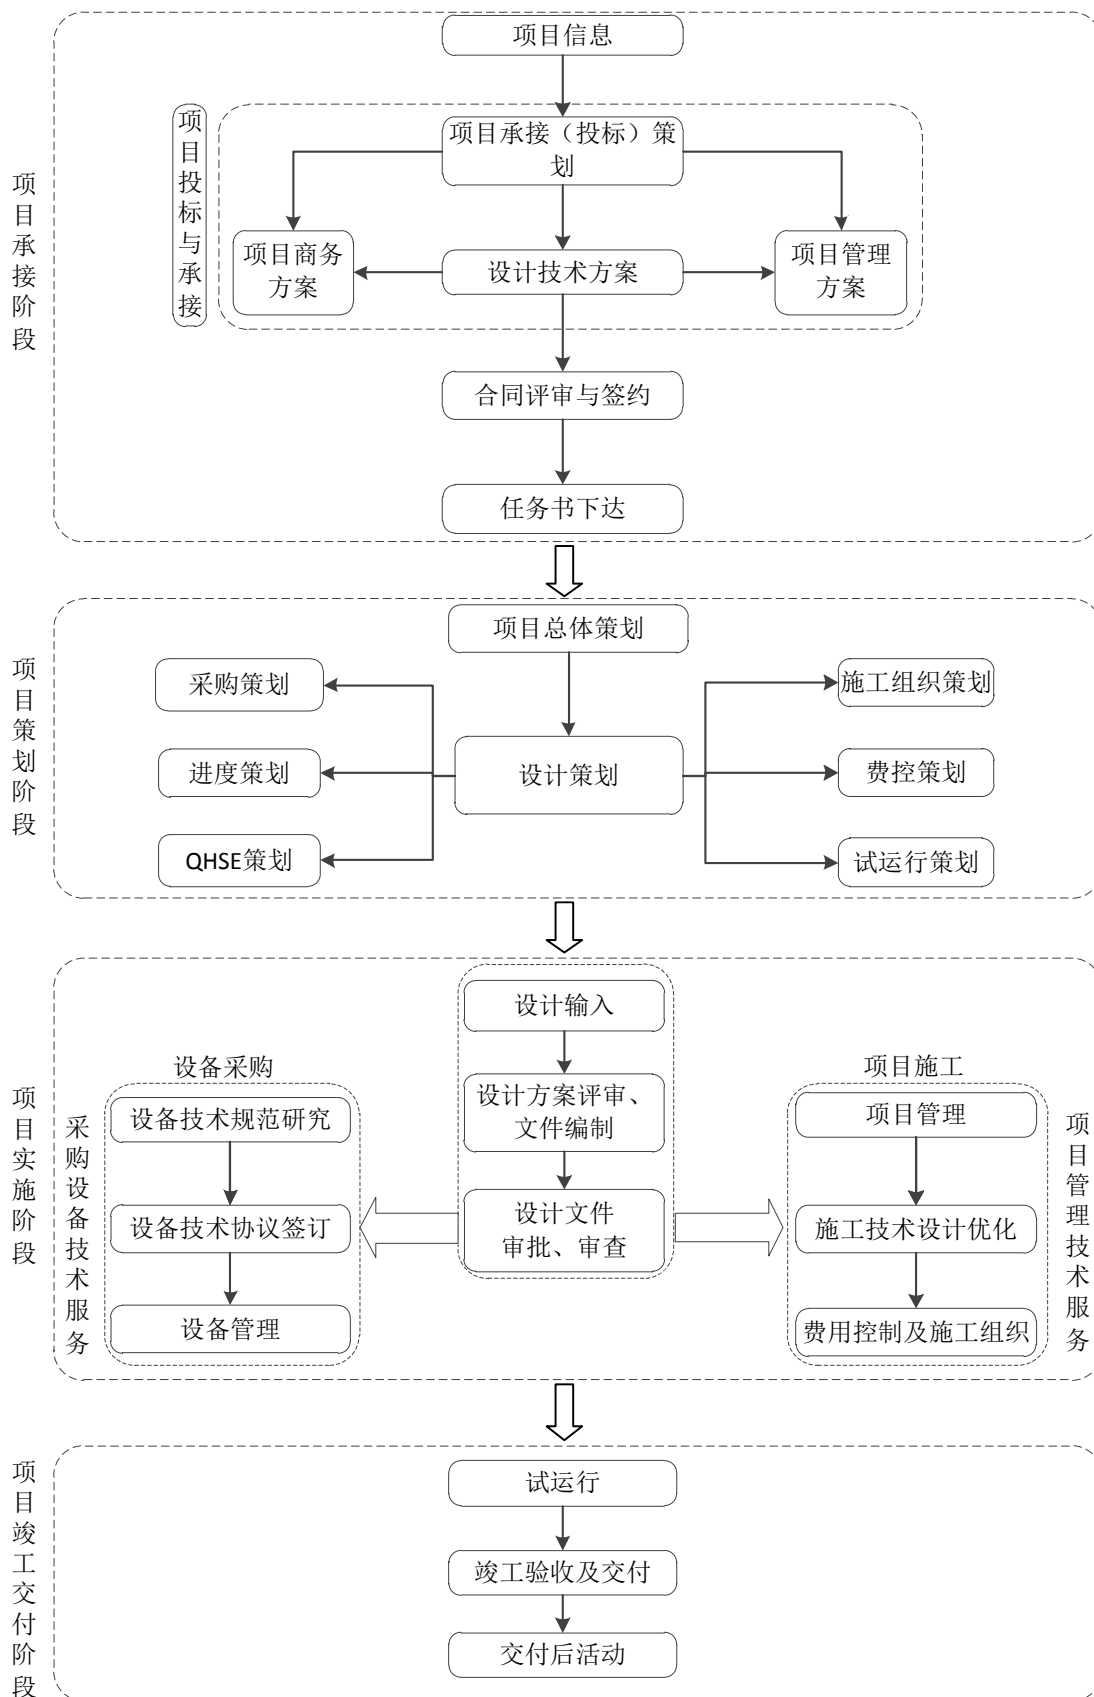 项目承接阶段
项目信息
项目投标与承接
项目承接（投标）策
划
项目商务
方案
设计技术方案
项目管理
方案
合同评审与签约
任务书下达
项目策划阶段
项目总体策划
采购策划
施工组织策划
进度策划
设计策划
费控策划
QHSE策划
试运行策划
项目实施阶段
采购设备技术服务
设备采购
设备技术规范研究
设备技术协议签订
设备管理
设计输入
设计方案评审、
文件编制
设计文件
审批、审查
项目施工
项目管理
施工技术设计优化
费用控制及施工组织
项目管理技术服务
项目竣工交付阶段
试运行
竣工验收及交付
交付后活动